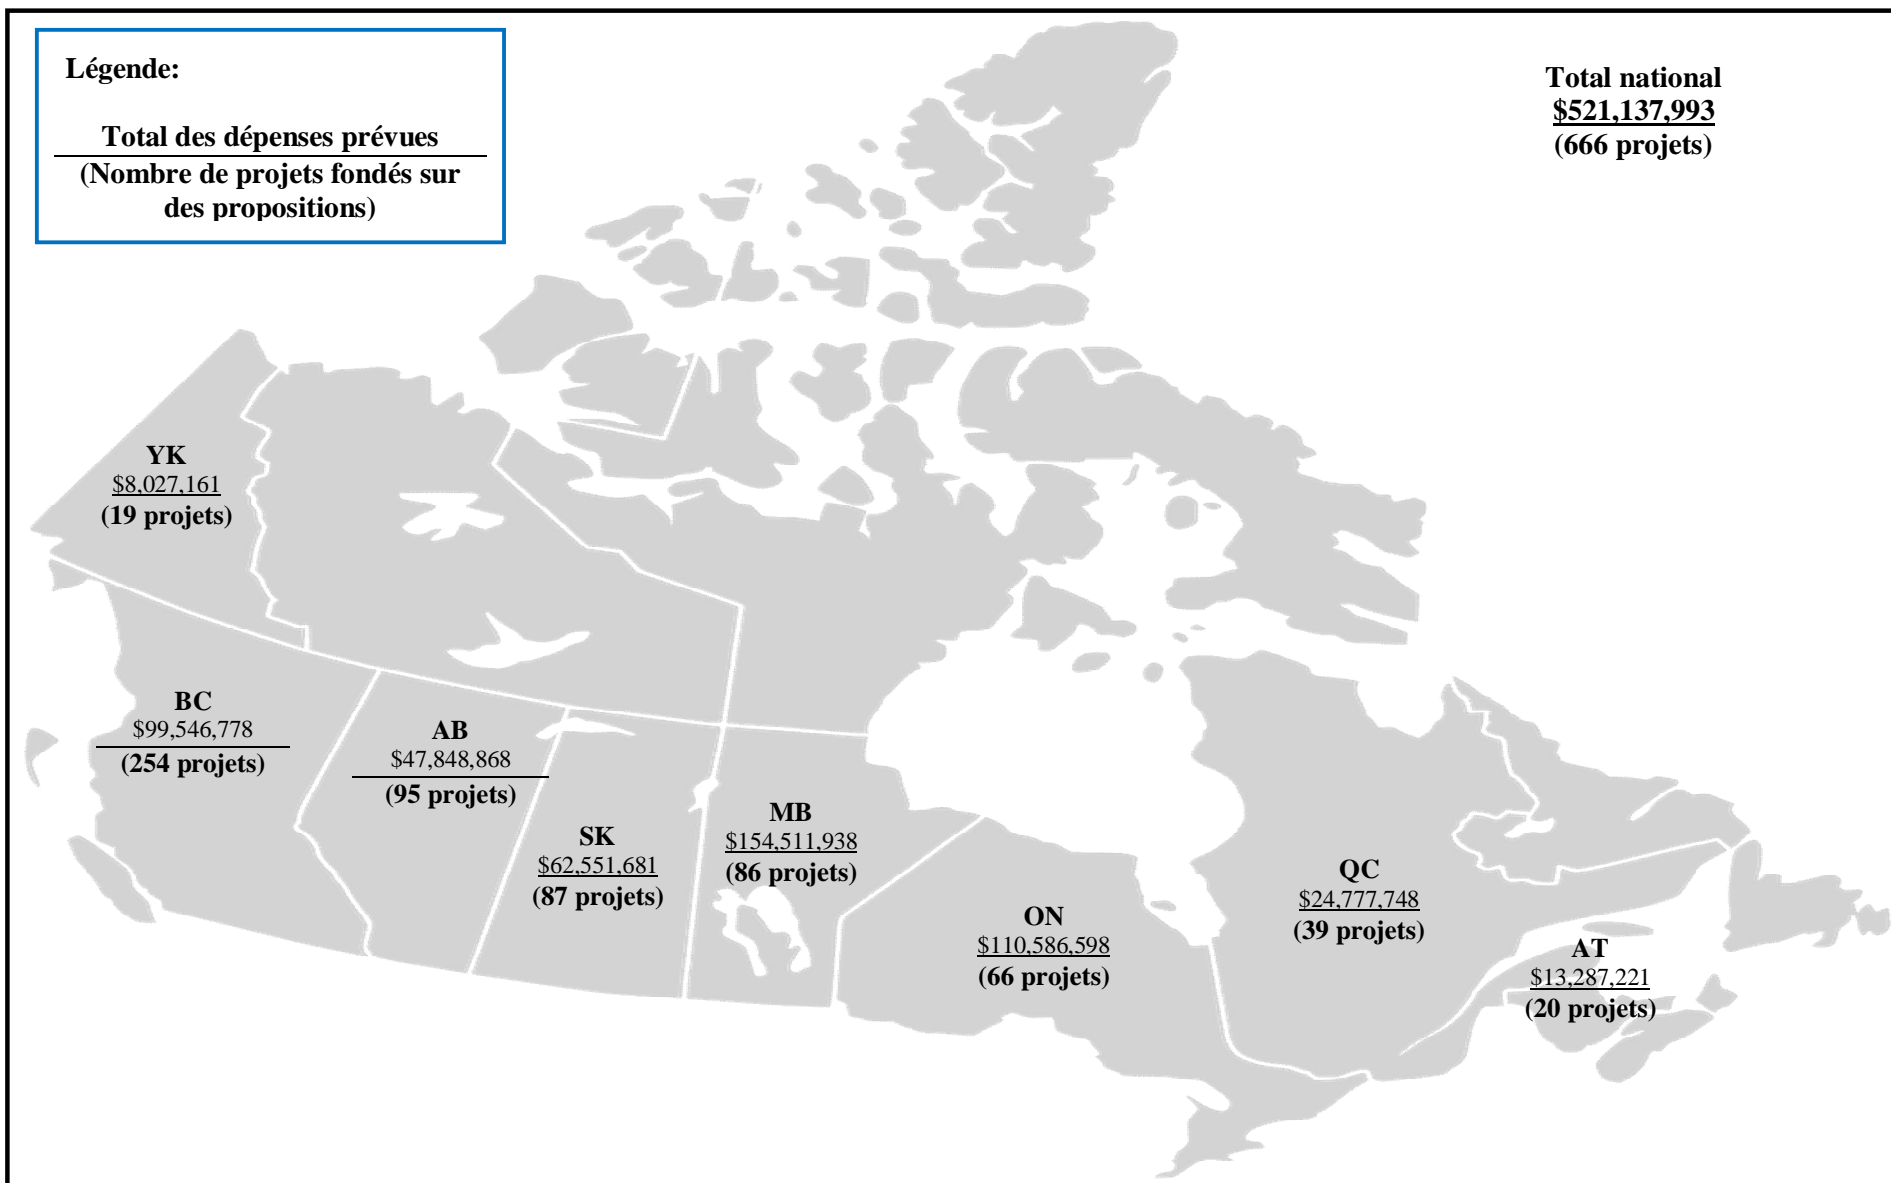 Légende:
Total des dépenses prévues
(Nombre de projets fondés sur
des propositions)
Total national
$521,137,993
(666 projets)
YK
$8,027,161
(19 projets)
BC
$99,546,778
(254 projets)
AB
$47,848,868
(95 projets)
SK
$62,551,681
(87 projets)
MB
$154,511,938
(86 projets)
ON
$110,586,598
(66 projets)
QC
$24,777,748
(39 projets)
AT
$13,287,221
(20 projets)